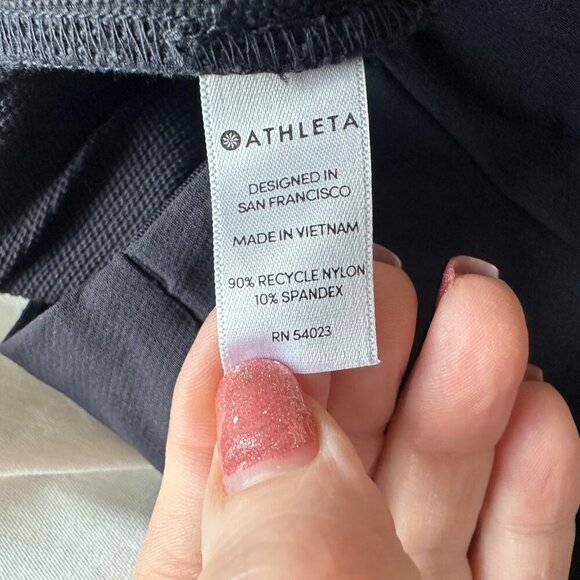 ATHLETA
DESIGNED IN
SAN FRANCISCO
MADE IN VIETNAM
90% RECYCLE NYLON
10% SPANDEX
RN 54023